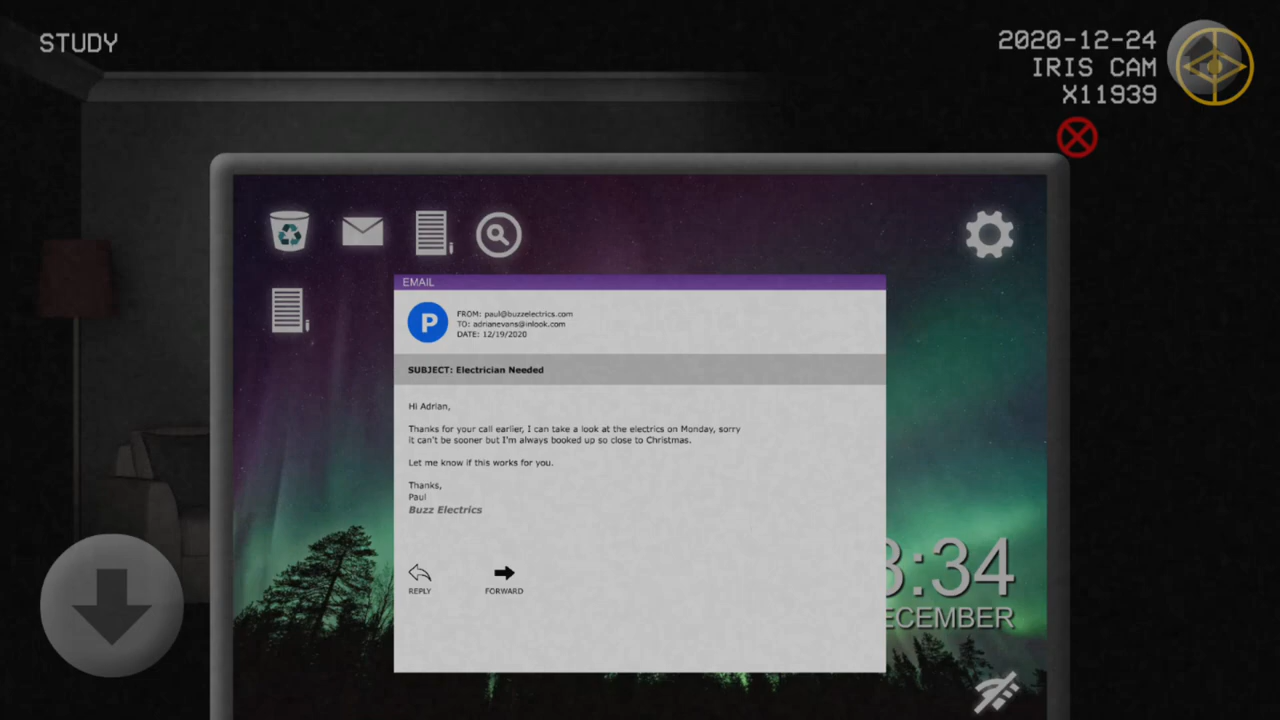 STUDY
2020-12-24
IRIS CAM
X11939
EMAIL
P
FROM: paul@buzzelectrics.com
TO: adrianevans@inlook.com
DATE: 12/19/2020
SUBJECT: Electrician Needed
Hi Adrian,
Thanks for your call earlier, I can take a look at the electrics on Monday, sorry
it can't be sooner but I'm always booked up so close to Christmas.
Let me know if this works for you.
Thanks,
Paul
Buzz Electrics
REPLY
FORWARD
:34
ECEMBER